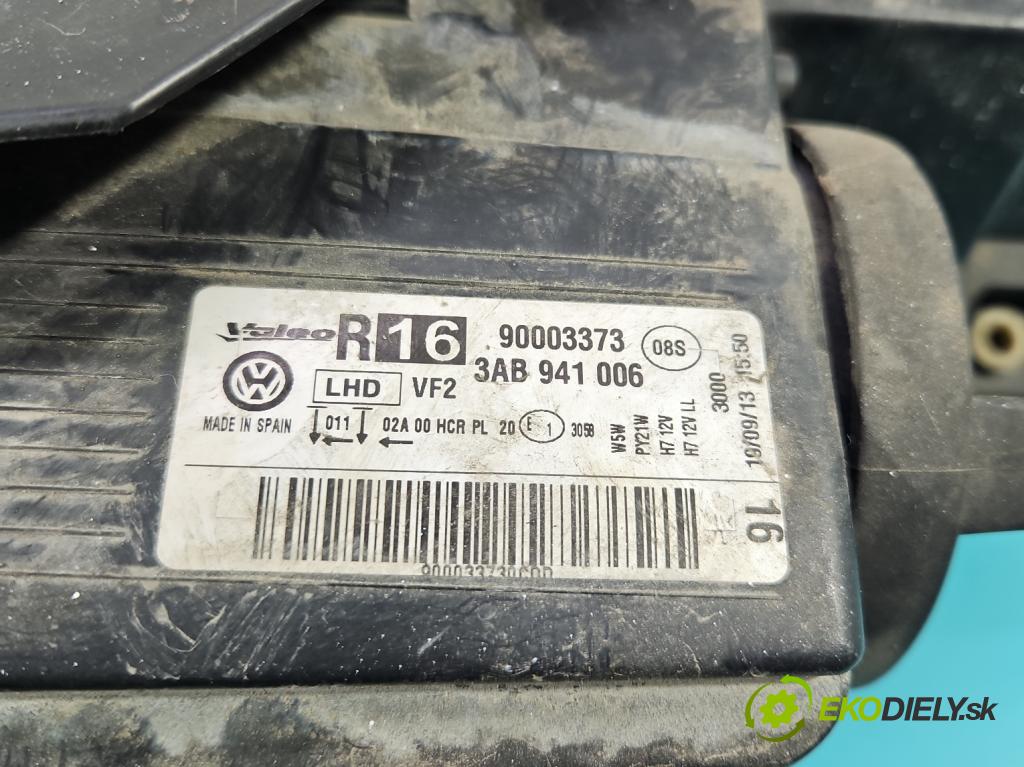 Valeo R 16 90003373 08S
3AB 941 006
LHD VF2
MADE IN SPAIN
011 02A 00 HCR PL 20 E 1 3058
W5W
PY21W
H7 12V
H7 12V LL
3000
19/09/13 15:50
16
EKODIELY.sk